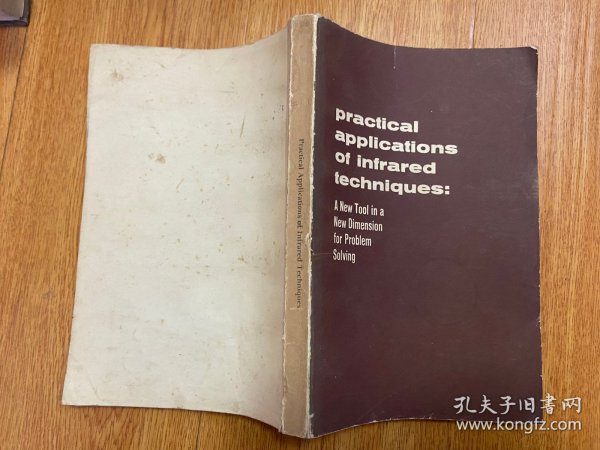 practical
applications
of infrared
techniques:
A New Tool in a
New Dimension
for Problem
Solving
Practical Applications of Infrared Techniques
孔夫子旧书网
www.kongfz.com